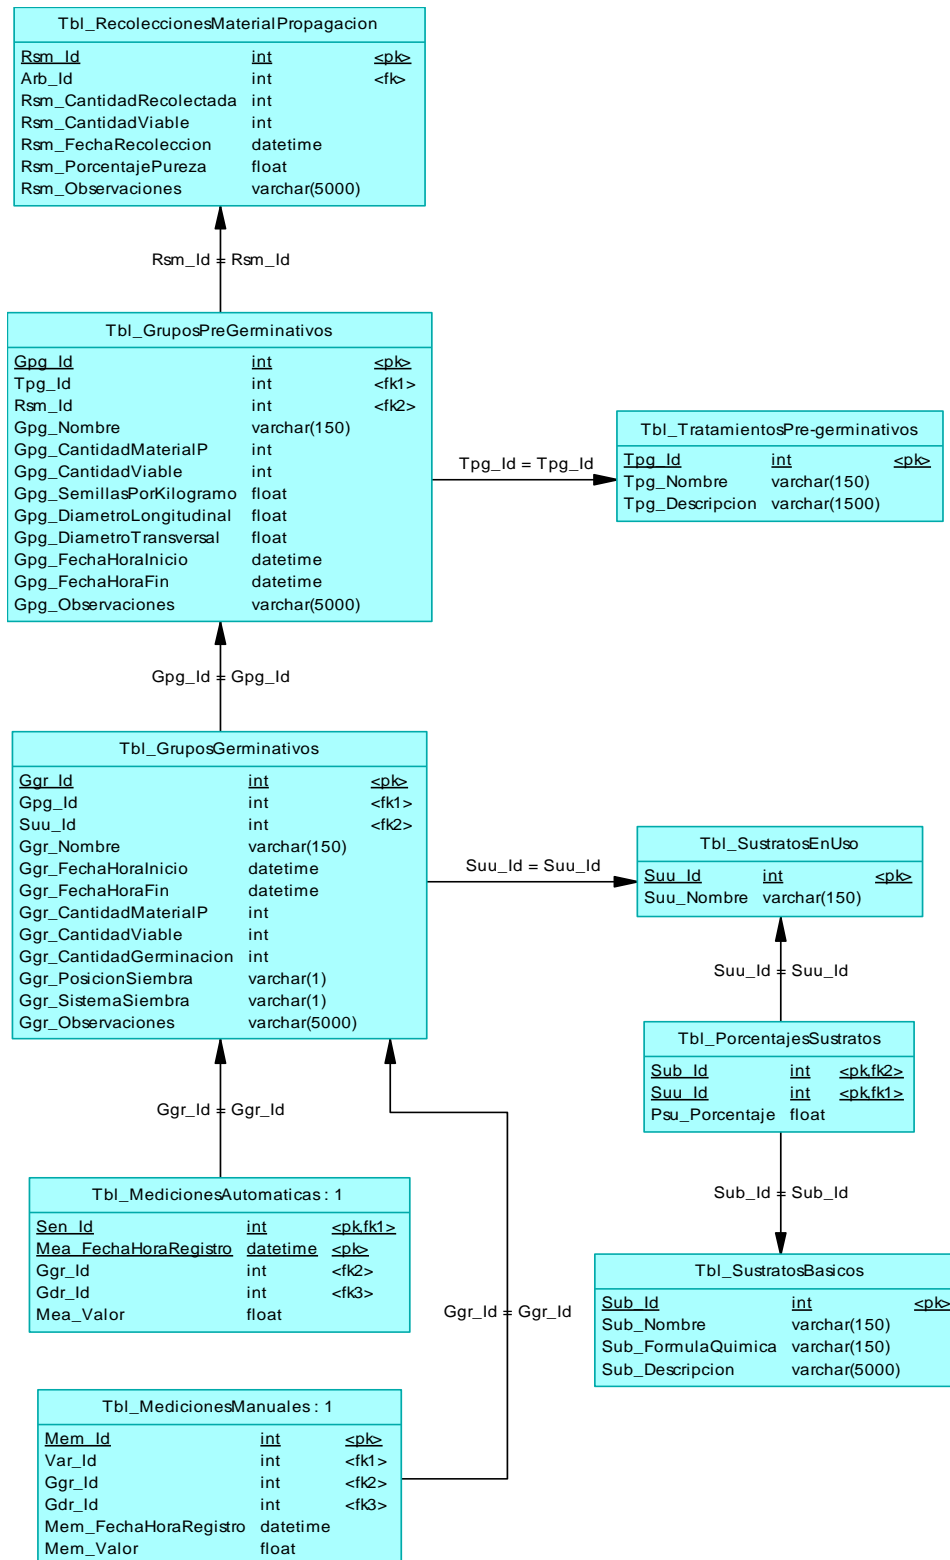 Tbl_RecoleccionesMaterialPropagacion
Rsm_Id int <pk>
Arb_Id int <fk>
Rsm_CantidadRecolectada int
Rsm_CantidadViable int
Rsm_FechaRecoleccion datetime
Rsm_PorcentajePureza float
Rsm_Observaciones varchar(5000)
Rsm_Id = Rsm_Id
Tbl_GruposPreGerminativos
Gpg_Id int <pk>
Tpg_Id int <fk1>
Rsm_Id int <fk2>
Gpg_Nombre varchar(150)
Gpg_CantidadMaterialP int
Gpg_CantidadViable int
Gpg_SemillasPorKilogramo float
Gpg_DiametroLongitudinal float
Gpg_DiametroTransversal float
Gpg_FechaHoraInicio datetime
Gpg_FechaHoraFin datetime
Gpg_Observaciones varchar(5000)
Tpg_Id = Tpg_Id
Tbl_TratamientosPre-germinativos
Tpg_Id int <pk>
Tpg_Nombre varchar(150)
Tpg_Descripcion varchar(1500)
Gpg_Id = Gpg_Id
Tbl_GruposGerminativos
Ggr_Id int <pk>
Gpg_Id int <fk1>
Suu_Id int <fk2>
Ggr_Nombre varchar(150)
Ggr_FechaHoraInicio datetime
Ggr_FechaHoraFin datetime
Ggr_CantidadMaterialP int
Ggr_CantidadViable int
Ggr_CantidadGerminacion int
Ggr_PosicionSiembra varchar(1)
Ggr_SistemaSiembra varchar(1)
Ggr_Observaciones varchar(5000)
Suu_Id = Suu_Id
Tbl_SustratosEnUso
Suu_Id int <pk>
Suu_Nombre varchar(150)
Suu_Id = Suu_Id
Tbl_PorcentajesSustratos
Sub_Id int <pk,fk2>
Suu_Id int <pk,fk1>
Psu_Porcentaje float
Sub_Id = Sub_Id
Tbl_SustratosBasicos
Sub_Id int <pk>
Sub_Nombre varchar(150)
Sub_FormulaQuimica varchar(150)
Sub_Descripcion varchar(5000)
Ggr_Id = Ggr_Id
Tbl_MedicionesAutomaticas : 1
Sen_Id int <pk,fk1>
Mea_FechaHoraRegistro datetime <pk>
Ggr_Id int <fk2>
Gdr_Id int <fk3>
Mea_Valor float
Ggr_Id = Ggr_Id
Tbl_MedicionesManuales : 1
Mem_Id int <pk>
Var_Id int <fk1>
Ggr_Id int <fk2>
Gdr_Id int <fk3>
Mem_FechaHoraRegistro datetime
Mem_Valor float